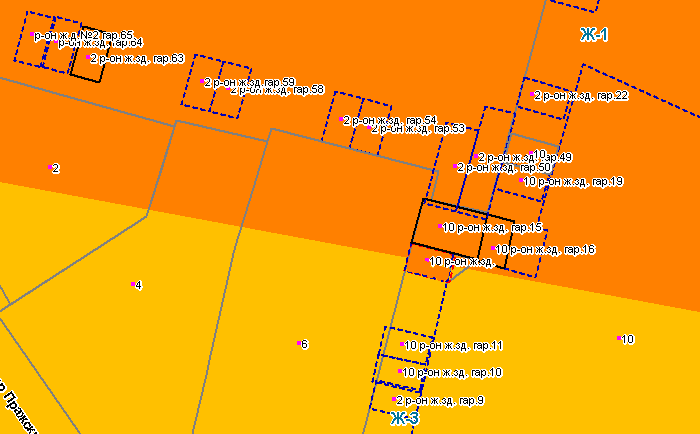 Ж-1
р-он ж.д №2 гар.65
р-он ж.зд. гар.64
2 р-он ж.зд. гар.63
2 р-он ж.зд. гар.59
2 р-он ж.зд. гар.58
2 р-он ж.зд. гар.22
2 р-он ж.зд. гар.54
2 р-он ж.зд. гар.53
10
2 р-он ж.зд. гар.49
2 р-он ж.зд. гар.50
2
10 р-он ж.зд. гар.19
10 р-он ж.зд. гар.15
10 р-он ж.зд. гар.16
10 р-он ж.зд.
4
10
6
10 р-он ж.зд. гар.11
10 р-он ж.зд. гар.10
2 р-он ж.зд. гар.9
Ж-3
Пражск